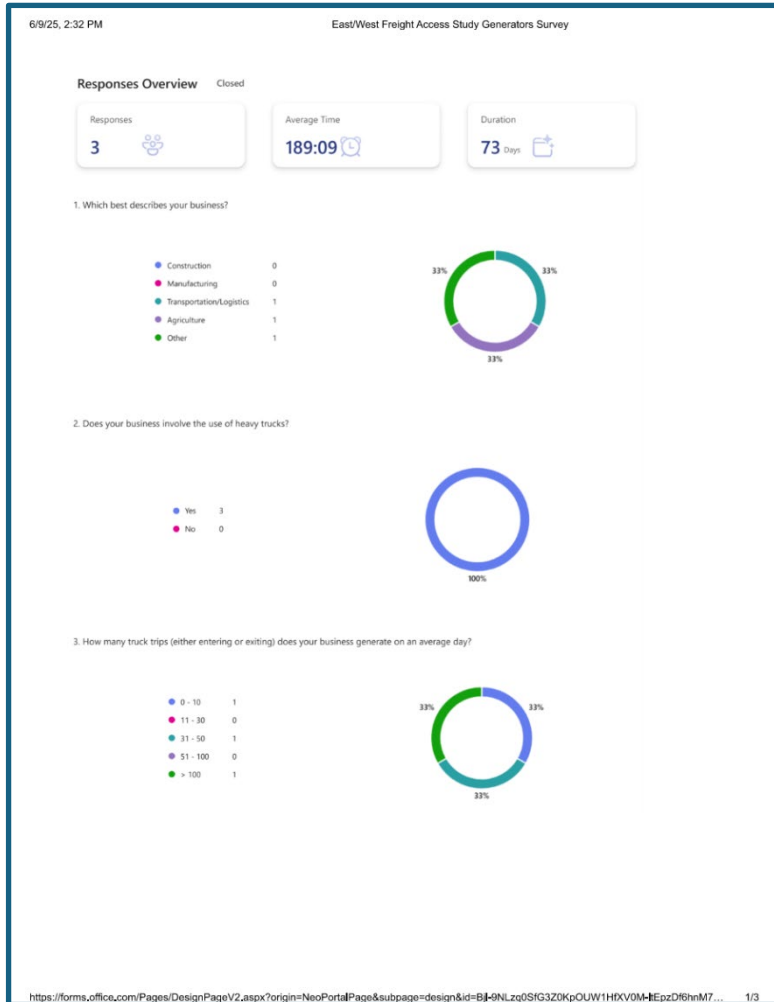 6/9/25, 2:32 PM East/West Freight Access Study Generators Survey
Responses Overview Closed
Responses Average Time Duration
3 189:09 73 Days
1. Which best describes your business?
Construction 0
Manufacturing 0
Transportation/Logistics 1
Agriculture 1
Other 1
33% 33%
33%
2. Does your business involve the use of heavy trucks?
Yes 3
No 0
100%
3. How many truck trips (either entering or exiting) does your business generate on an average day?
0 - 10 1
11 - 30 0
31 - 50 1
51 - 100 0
> 100 1
33% 33%
33%
1/3